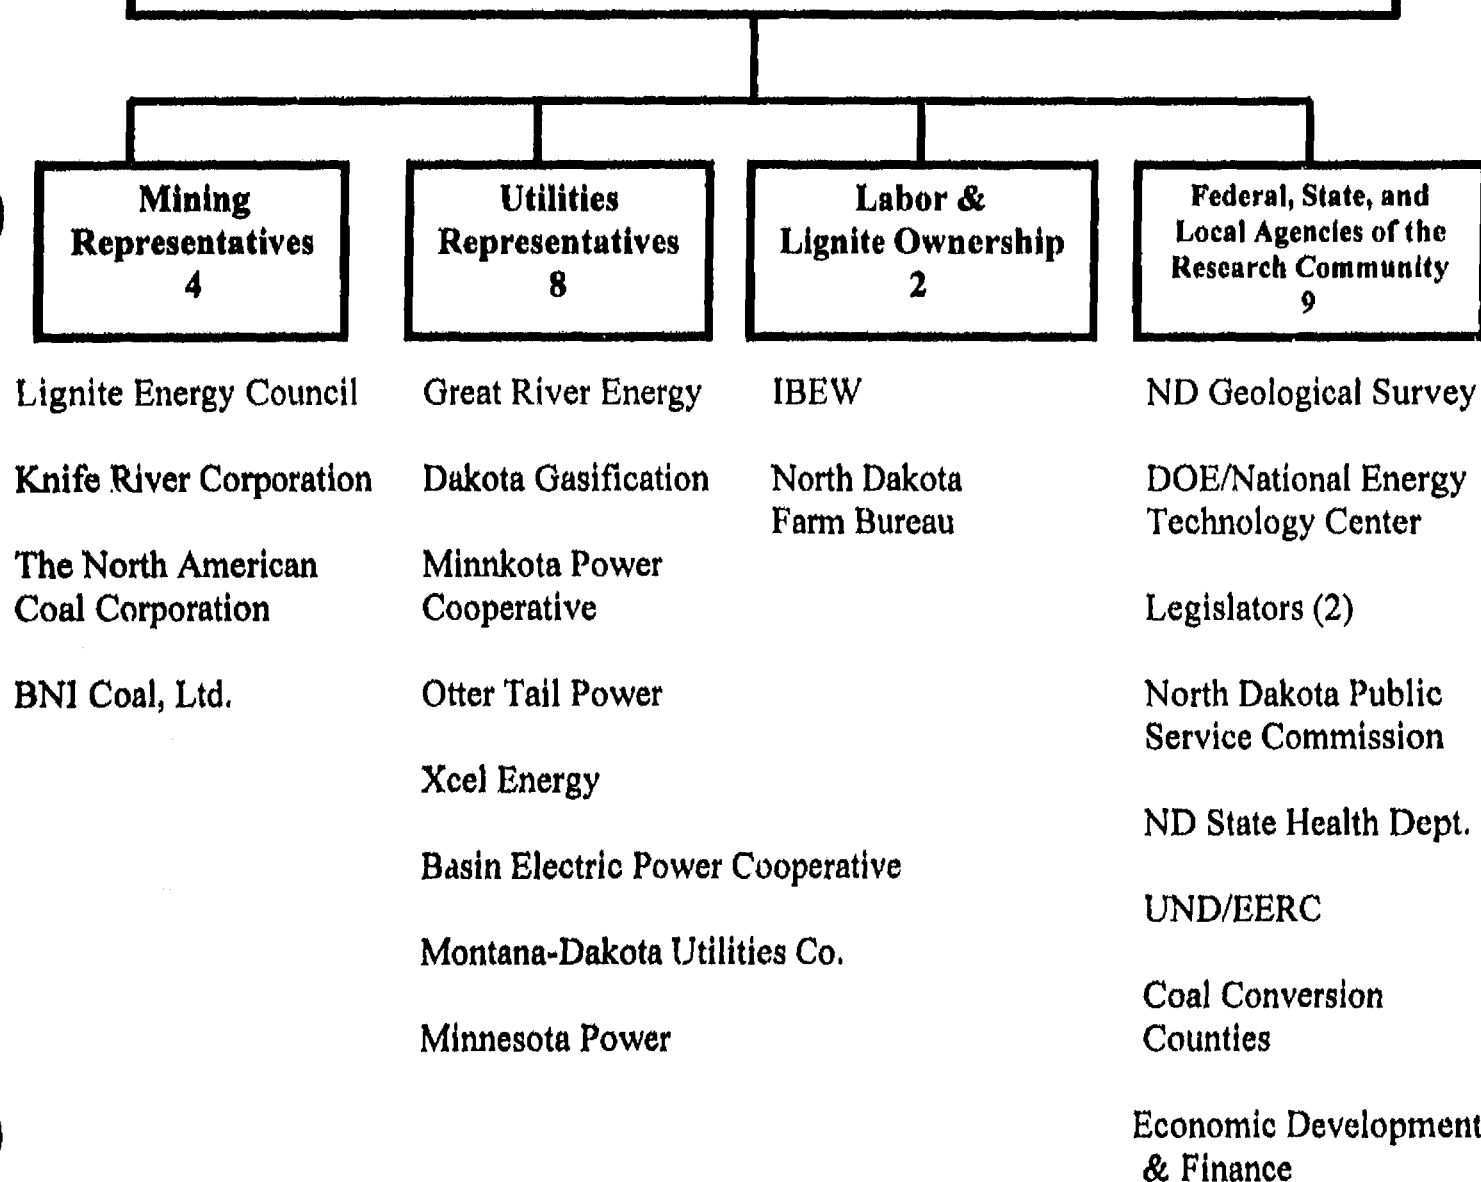 Mining
Representatives
4
Utilities
Representatives
8
Labor &
Lignite Ownership
2
Federal, State, and
Local Agencies of the
Research Community
9
Lignite Energy Council
Knife River Corporation
The North American
Coal Corporation
BNI Coal, Ltd.
Great River Energy
Dakota Gasification
Minnkota Power
Cooperative
Otter Tail Power
Xcel Energy
Basin Electric Power Cooperative
Montana-Dakota Utilities Co.
Minnesota Power
IBEW
North Dakota
Farm Bureau
ND Geological Survey
DOE/National Energy
Technology Center
Legislators (2)
North Dakota Public
Service Commission
ND State Health Dept.
UND/EERC
Coal Conversion
Counties
Economic Development
& Finance